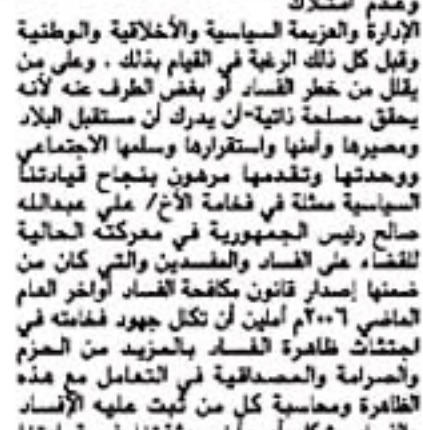 وعدم امتلاك
الإدارة والعزيمة السياسية والأخلاقية والوطنية
وقبل كل ذلك الرغبة في القيام بذلك . وعلى من
يقلل من خطر الفساد أو بغض الطرف عنه لأنه
يحقق مصلحة ذاتية-أن يدرك أن مستقبل البلاد
ومصيرها وأمنها واستقرارها وسلمها الاجتماعي
ووحدتها وتقدمها مرهون بنجاح قيادتنا
السياسية ممثلة في فخامة الأخ/ علي عبدالله
صالح رئيس الجمهورية في معركته الحالية
للقضاء على الفساد والمفسدين والتي كان من
ضمنها إصدار قانون مكافحة الفساد أواخر العام
الماضي ٢٠٠٦م أملين أن تكلل جهود فخامته في
اجتثاث ظاهرة الفساد بالمزيد من الحزم
والصرامة والمصداقية في التعامل مع هذه
الظاهرة ومحاسبة كل من ثبت عليه الإفساد